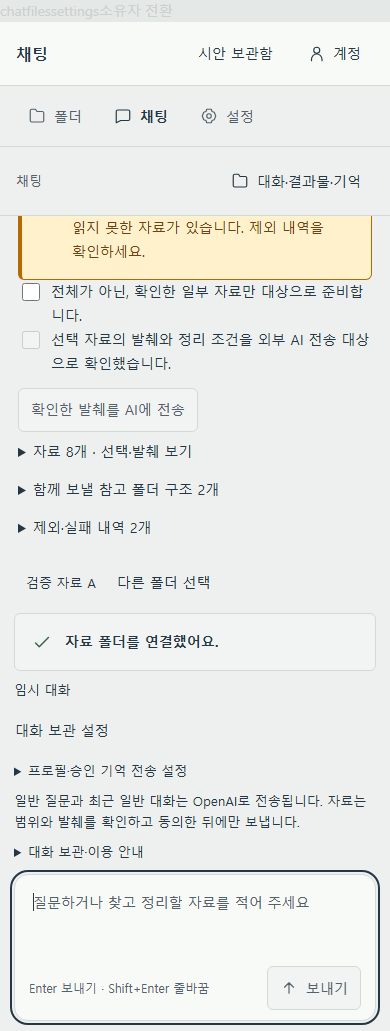 chatfilessettings소유자 전환
채팅
시안 보관함
계정
폴더
채팅
설정
채팅
대화·결과물·기억
읽지 못한 자료가 있습니다. 제외 내역을
확인하세요.
전체가 아닌, 확인한 일부 자료만 대상으로 준비합
니다.
선택 자료의 발췌와 정리 조건을 외부 AI 전송 대상
으로 확인했습니다.
확인한 발췌를 AI에 전송
▶ 자료 8개 · 선택·발췌 보기
▶ 함께 보낼 참고 폴더 구조 2개
▶ 제외·실패 내역 2개
검증 자료 A
다른 폴더 선택
자료 폴더를 연결했어요.
임시 대화
대화 보관 설정
▶ 프로필·승인 기억 전송 설정
일반 질문과 최근 일반 대화는 OpenAI로 전송됩니다. 자료는
범위와 발췌를 확인하고 동의한 뒤에만 보냅니다.
▶ 대화 보관·이용 안내
질문하거나 찾고 정리할 자료를 적어 주세요
Enter 보내기 · Shift+Enter 줄바꿈
보내기